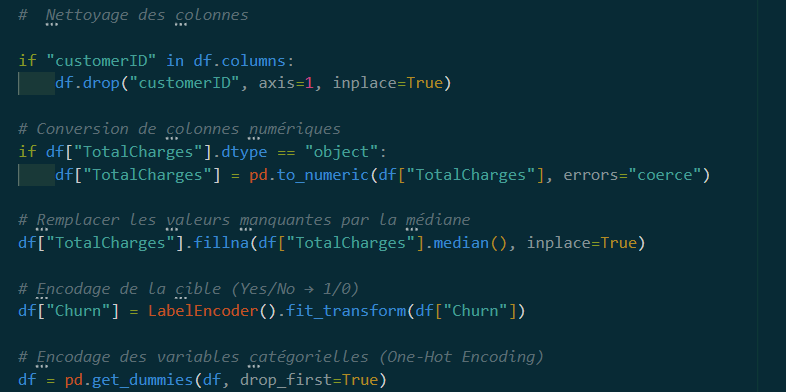 #  Nettoyage des colonnes
if "customerID" in df.columns:
    df.drop("customerID", axis=1, inplace=True)
# Conversion de colonnes numériques
if df["TotalCharges"].dtype == "object":
    df["TotalCharges"] = pd.to_numeric(df["TotalCharges"], errors="coerce")
# Remplacer les valeurs manquantes par la médiane
df["TotalCharges"].fillna(df["TotalCharges"].median(), inplace=True)
# Encodage de la cible (Yes/No → 1/0)
df["Churn"] = LabelEncoder().fit_transform(df["Churn"])
# Encodage des variables catégorielles (One-Hot Encoding)
df = pd.get_dummies(df, drop_first=True)